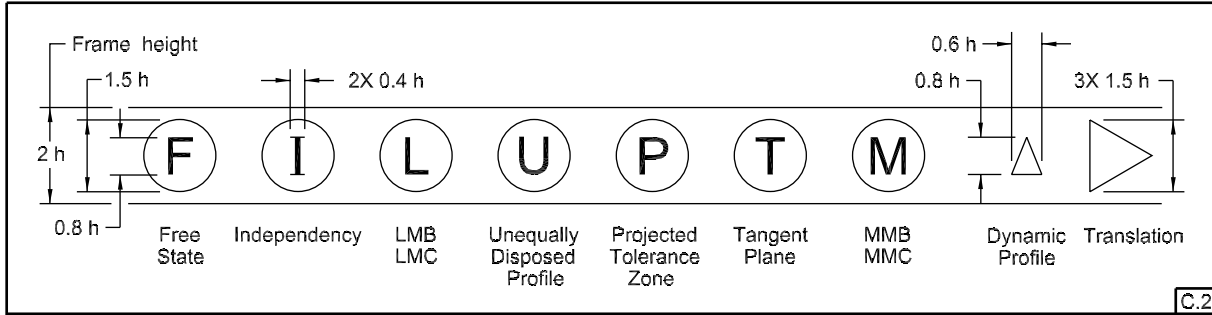 Frame height
1.5 h
2X 0.4 h
0.6 h
0.8 h
3X 1.5 h
2 h
F I L U P T M
0.8 h
Free State
Independency
LMB LMC
Unequally Disposed Profile
Projected Tolerance Zone
Tangent Plane
MMB MMC
Dynamic Profile
Translation
C.2